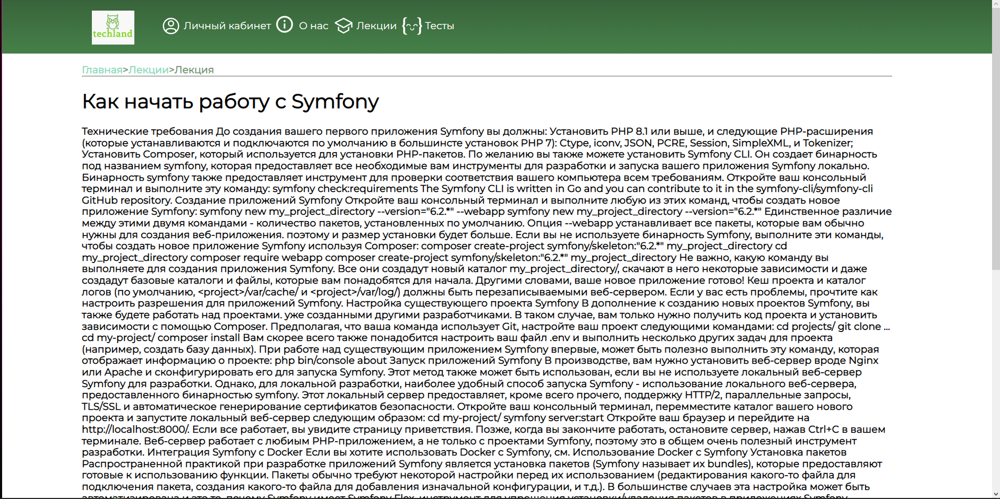 techland
Личный кабинет О нас Лекции Тесты
Главная>Лекции>Лекция
Как начать работу с Symfony
Технические требования До создания вашего первого приложения Symfony вы должны: Установить PHP 8.1 или выше, и следующие PHP-расширения
(которые устанавливаются и подключаются по умолчанию в большинсте установок PHP 7): Ctype, iconv, JSON, PCRE, Session, SimpleXML, и Tokenizer;
Установить Composer, который используется для установки PHP-пакетов. По желанию вы также можете установить Symfony CLI. Он создает бинарность
под названием symfony, которая предоставляет все необходимые вам инструменты для разработки и запуска вашего приложения Symfony локально.
Бинарность symfony также предоставляет инструмент для проверки соответствия вашего компьютера всем требованиям. Откройте ваш консольный
терминал и выполните эту команду: symfony check:requirements The Symfony CLI is written in Go and you can contribute to it in the symfony-cli/symfony-cli
GitHub repository. Создание приложений Symfony Откройте ваш консольный терминал и выполните любую из этих команд, чтобы создать новое
приложение Symfony: symfony new my_project_directory --version="6.2.*" --webapp symfony new my_project_directory --version="6.2.*" Единственное различие
между этими двумя командами - количество пакетов, установленных по умолчанию. Опция --webapp устанавливает все пакеты, которые вам обычно
нужны для создания веб-приложения. поэтому и размер установки будет больше. Если вы не используете бинарность Symfony, выполните эти команды,
чтобы создать новое приложение Symfony используя Composer: composer create-project symfony/skeleton:"6.2.*" my_project_directory cd
my_project_directory composer require webapp composer create-project symfony/skeleton:"6.2.*" my_project_directory Не важно, какую команду вы
выполняете для создания приложения Symfony. Все они создадут новый каталог my_project_directory/, скачают в него некоторые зависимости и даже
создадут базовые каталоги и файлы, которые вам понадобятся для начала. Другими словами, ваше новое приложение готово! Кеш проекта и каталог
логов (по умолчанию, <project>/var/cache/ и <project>/var/log/) должны быть перезаписываемыми веб-сервером. Если у вас есть проблемы, прочтите как
настроить разрешения для приложений Symfony. Настройка существующего проекта Symfony В дополнение к созданию новых проектов Symfony, вы
также будете работать над проектами. уже созданными другими разработчиками. В таком случае, вам только нужно получить код проекта и установить
зависимости с помощью Composer. Предполагая, что ваша команда использует Git, настройте ваш проект следующими командами: cd projects/ git clone ...
cd my-project/ composer install Вам скорее всего также понадобится настроить ваш файл .env и выполнить несколько других задач для проекта
(например, создать базу данных). При работе над существующим приложением Symfony впервые, может быть полезно выполнить эту команду, которая
отображает информацию о проекте: php bin/console about Запуск приложений Symfony В производстве, вам нужно установить веб-сервер вроде Nginx
или Apache и сконфигурировать его для запуска Symfony. Этот метод также может быть использован, если вы не используете локальный веб-сервер
Symfony для разработки. Однако, для локальной разработки, наиболее удобный способ запуска Symfony - использование локального веб-сервера,
предоставленного бинарностью symfony. Этот локальный сервер предоставляет, кроме всего прочего, поддержку HTTP/2, параллельные запросы,
TLS/SSL и автоматическое генерирование сертификатов безопасности. Откройте ваш консольный терминал, перемместите каталог вашего нового
проекта и запустите локальный веб-сервер следующим образом: cd my-project/ symfony server:start Откройте ваш браузер и перейдите на
http://localhost:8000/. Если все работает, вы увидите страницу приветствия. Позже, когда вы закончите работать, остановите сервер, нажав Ctrl+C в вашем
терминале. Веб-сервер работает с любиым PHP-приложением, а не только с проектами Symfony, поэтому это в общем очень полезный инструмент
разработки. Интеграция Symfony с Docker Если вы хотите использовать Docker с Symfony, см. Использование Docker с Symfony Установка пакетов
Распространенной практикой при разработке приложений Symfony является установка пакетов (Symfony называет их bundles), которые предоставляют
готовые к использованию функции. Пакеты обычно требуют некоторой настройки перед их использованием (редактирования какого-то файла для
подключения пакета, создания какого-то файла для добавления изначальной конфигурации, и т.д.). В большинстве случаев эта настройка может быть
автоматизирована и это то, почему Symfony имеет Symfony Flex, инструмент для упрощения установки/удаления пакетов в приложениях Symfony